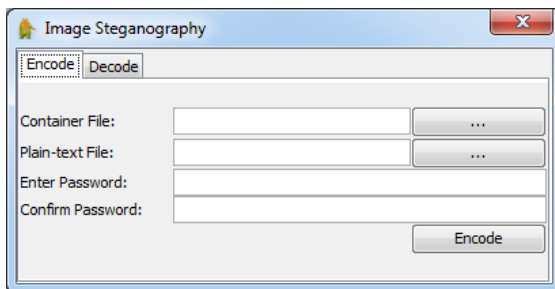 Image Steganography
Encode Decode
Container File: ...
Plain-text File: ...
Enter Password:
Confirm Password:
Encode